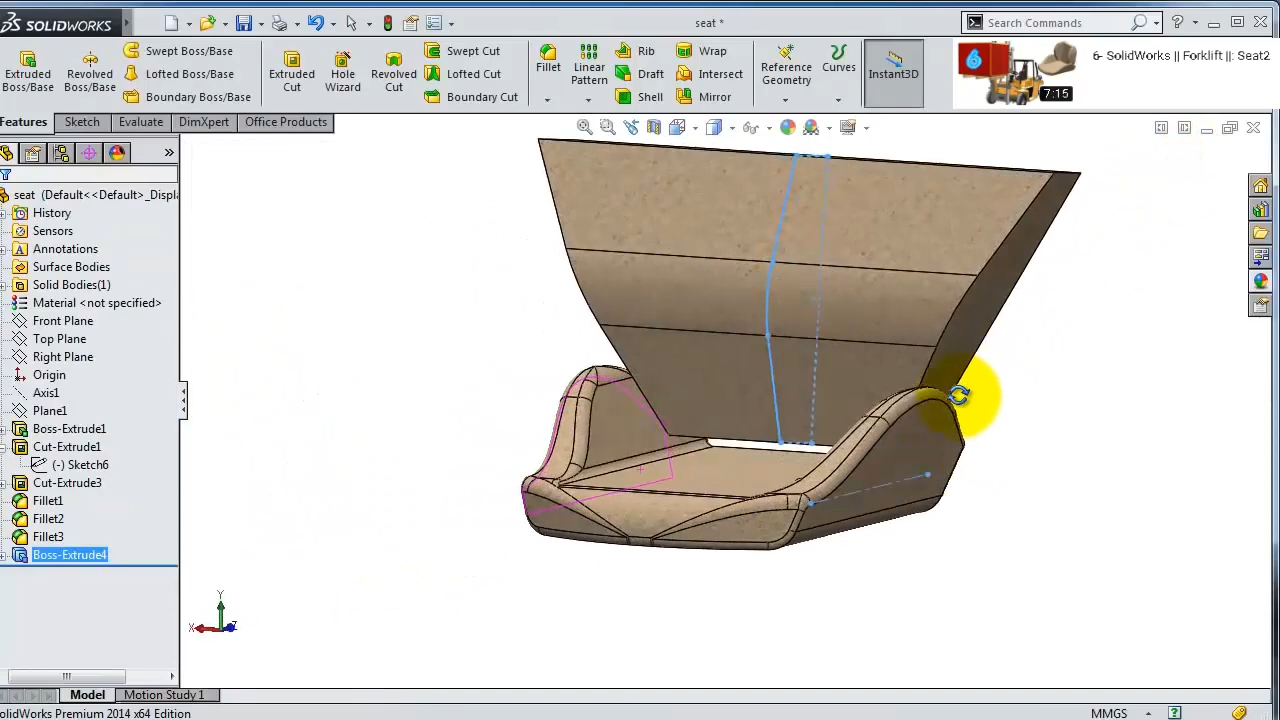 SOLIDWORKS
seat *
Search Commands
Extruded Boss/Base
Revolved Boss/Base
Swept Boss/Base
Lofted Boss/Base
Boundary Boss/Base
Extruded Cut
Hole Wizard
Revolved Cut
Swept Cut
Lofted Cut
Boundary Cut
Fillet
Linear Pattern
Rib
Draft
Shell
Wrap
Intersect
Mirror
Reference Geometry
Curves
Instant3D
6
7:15
6- SolidWorks || Forklift ||: Seat2
Features
Sketch
Evaluate
DimXpert
Office Products
seat (Default<<Default>_Displa
History
Sensors
Annotations
Surface Bodies
Solid Bodies(1)
Material <not specified>
Front Plane
Top Plane
Right Plane
Origin
Axis1
Plane1
Boss-Extrude1
Cut-Extrude1
(-) Sketch6
Cut-Extrude3
Fillet1
Fillet2
Fillet3
Boss-Extrude4
Y
X
Z
Model
Motion Study 1
SolidWorks Premium 2014 x64 Edition
MMGS